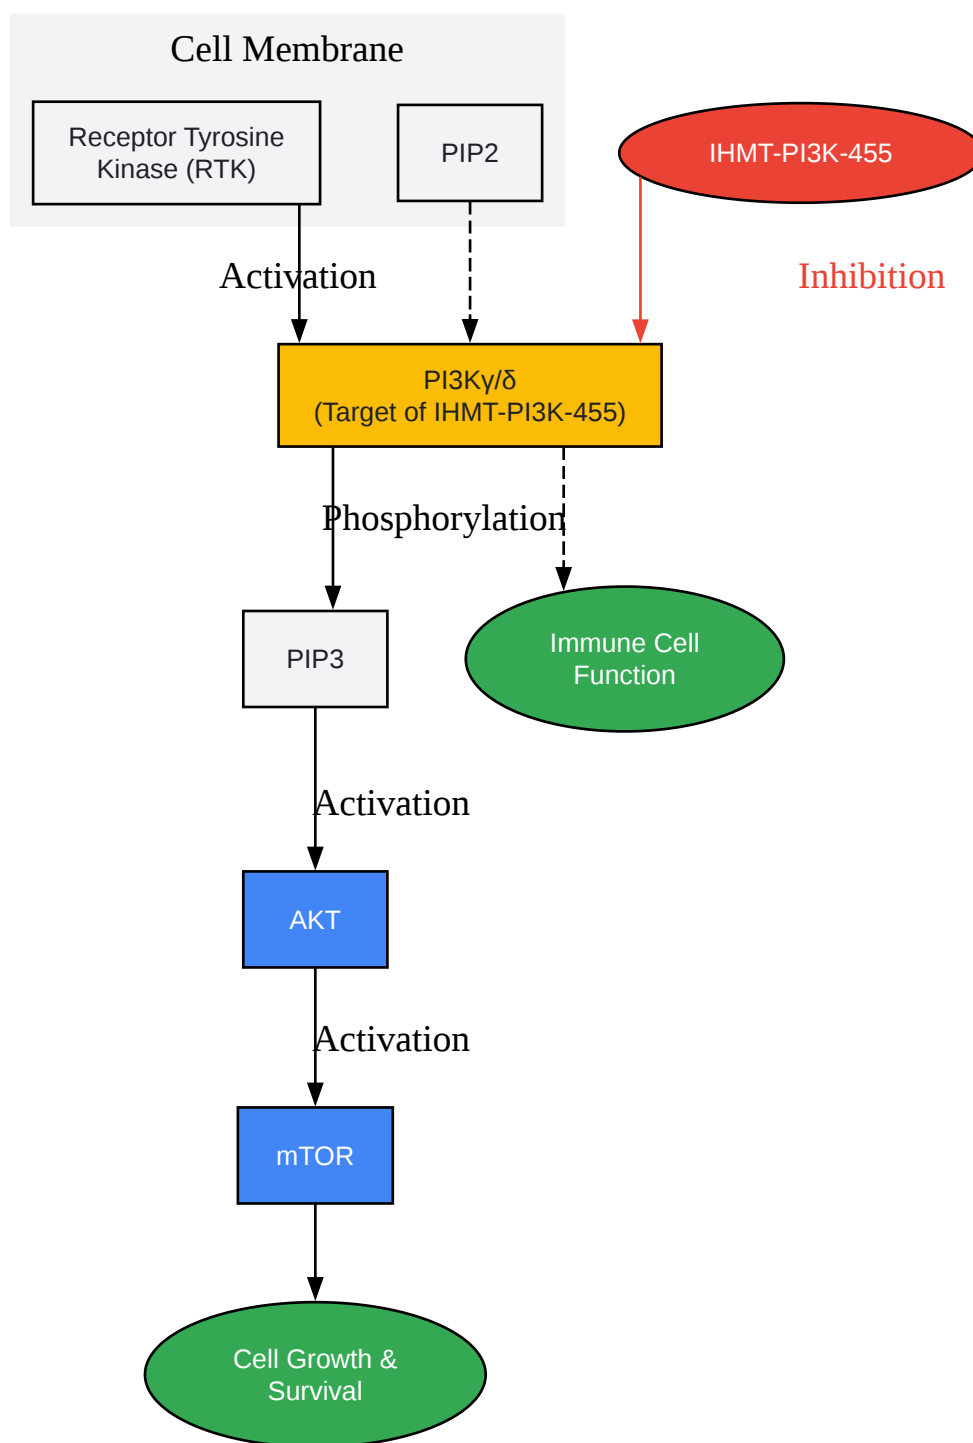 Cell Membrane
Receptor Tyrosine
Kinase (RTK)
PIP2
IHMT-PI3K-455
Activation
Inhibition
PI3Kγ/δ
(Target of IHMT-PI3K-455)
Phosphorylation
PIP3
Immune Cell
Function
Activation
AKT
Activation
mTOR
Cell Growth &
Survival